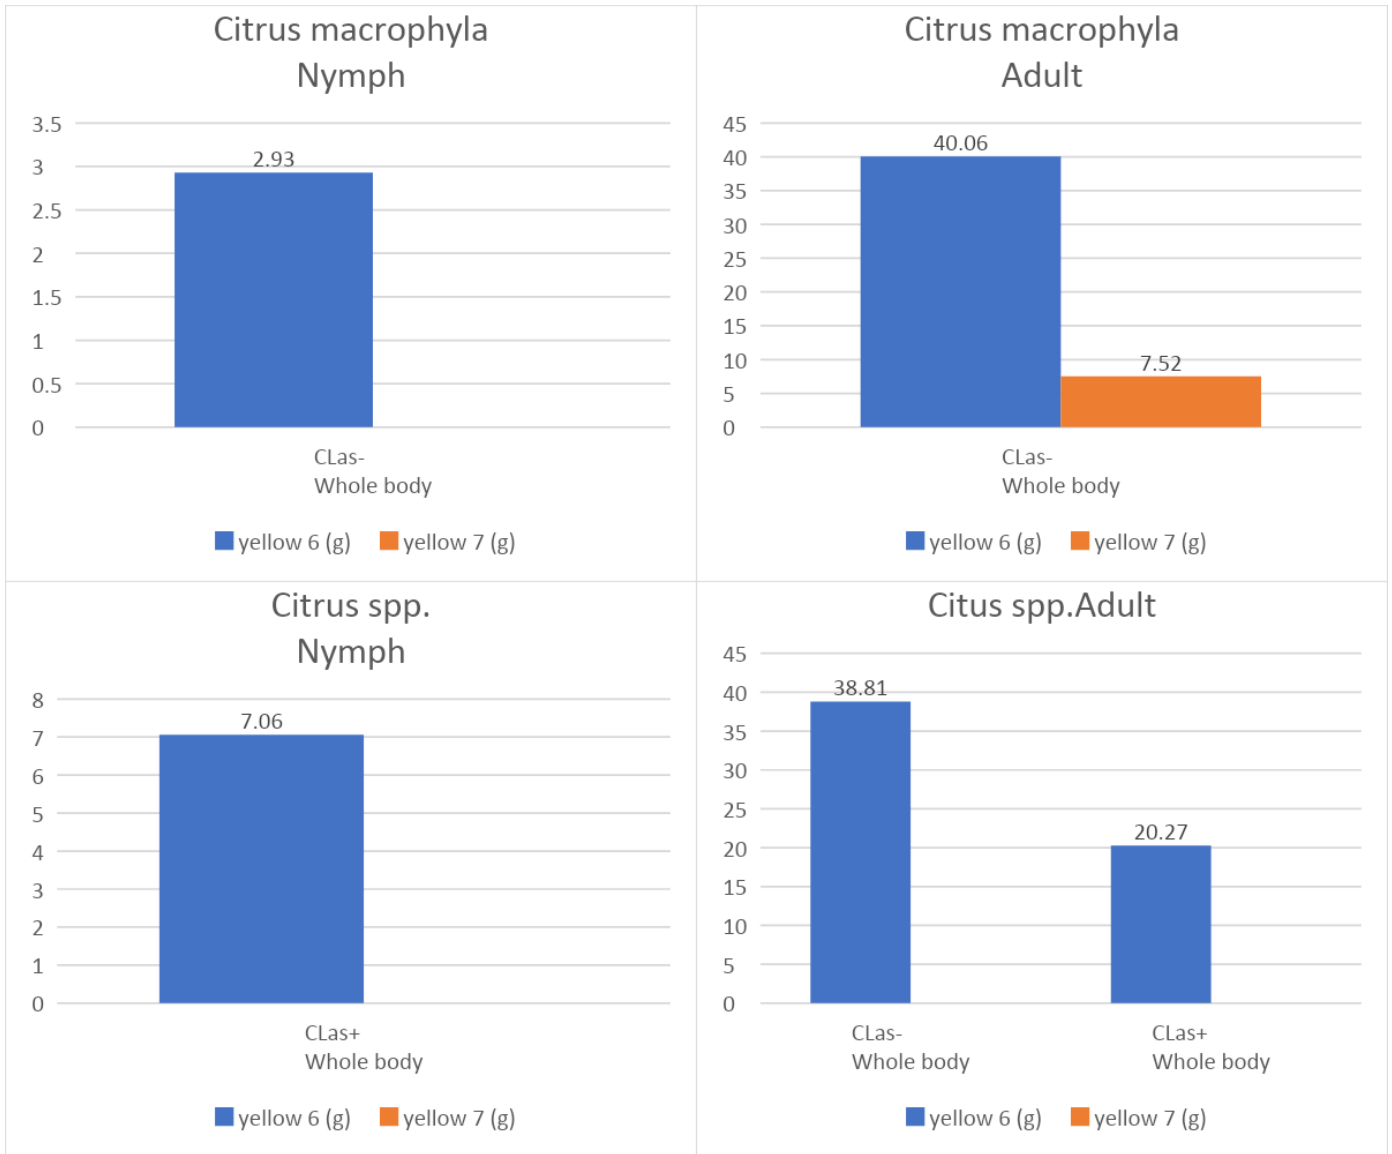 Citrus macrophyla
Nymph
3.5
3
2.5
2
1.5
1
0.5
0
2.93
CLas-
Whole body
yellow 6 (g) yellow 7 (g)
Citrus macrophyla
Adult
45
40
35
30
25
20
15
10
5
0
40.06
7.52
CLas-
Whole body
yellow 6 (g) yellow 7 (g)
Citrus spp.
Nymph
8
7
6
5
4
3
2
1
0
7.06
CLas+
Whole body
yellow 6 (g) yellow 7 (g)
Citus spp.Adult
45
40
35
30
25
20
15
10
5
0
38.81
20.27
CLas-
Whole body
CLas+
Whole body
yellow 6 (g) yellow 7 (g)